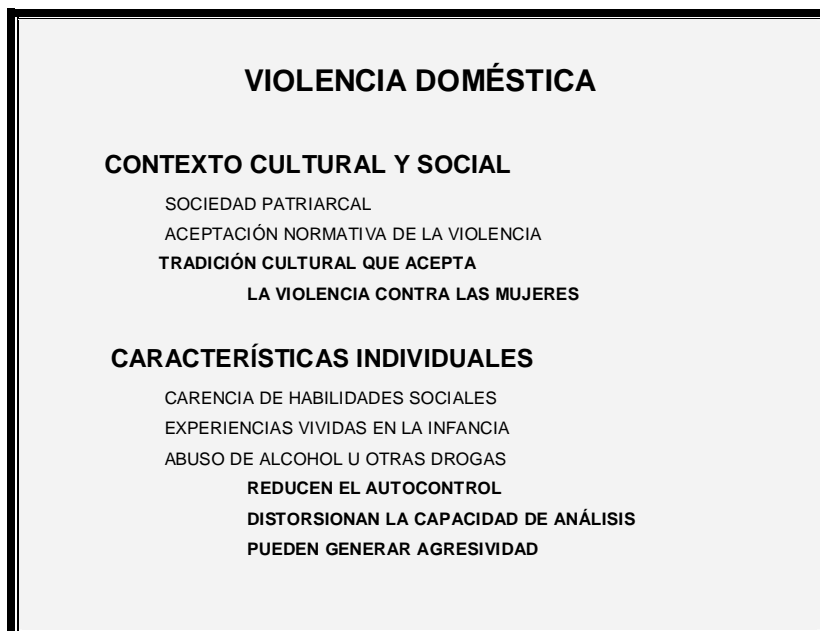 VIOLENCIA DOMÉSTICA
CONTEXTO CULTURAL Y SOCIAL
SOCIEDAD PATRIARCAL
ACEPTACIÓN NORMATIVA DE LA VIOLENCIA
TRADICIÓN CULTURAL QUE ACEPTA
LA VIOLENCIA CONTRA LAS MUJERES
CARACTERÍSTICAS INDIVIDUALES
CARENCIA DE HABILIDADES SOCIALES
EXPERIENCIAS VIVIDAS EN LA INFANCIA
ABUSO DE ALCOHOL U OTRAS DROGAS
REDUCEN EL AUTOCONTROL
DISTORSIONAN LA CAPACIDAD DE ANÁLISIS
PUEDEN GENERAR AGRESIVIDAD